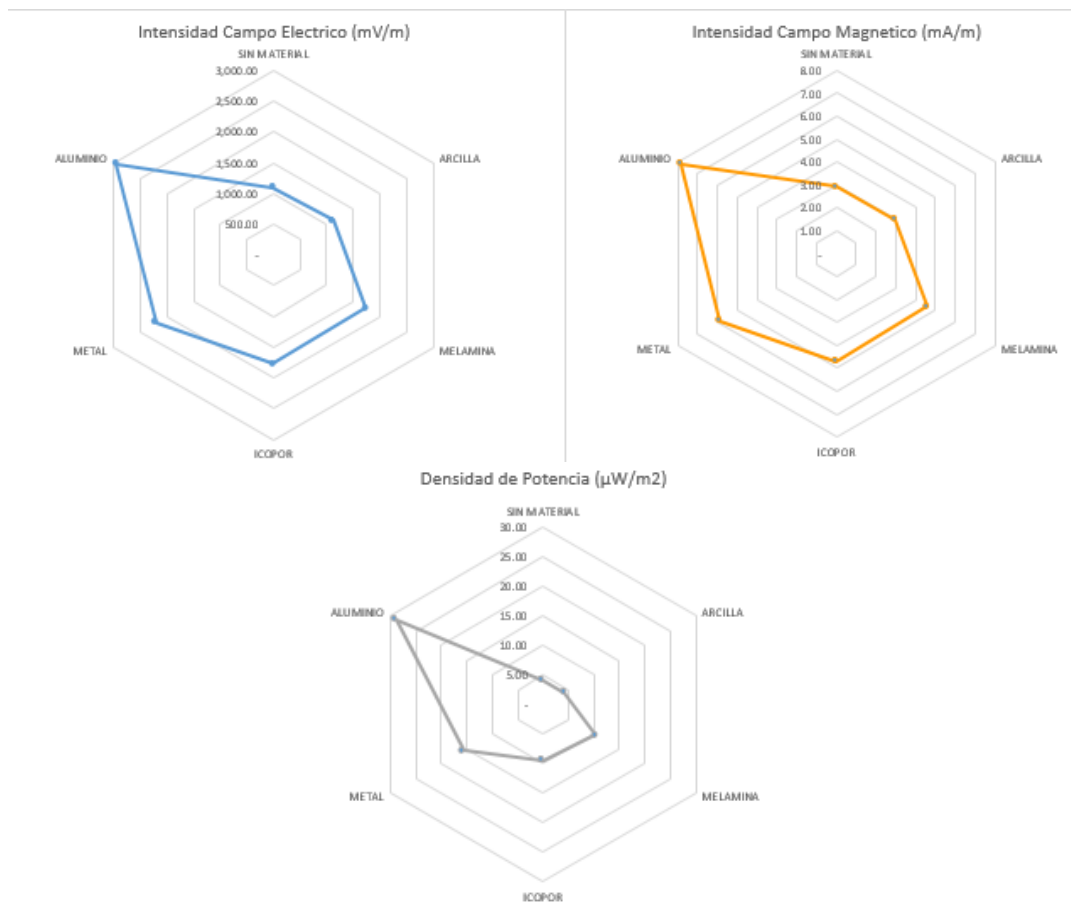 Intensidad Campo Electrico (mV/m)
SIN MATERIAL
3,000.00
2,500.00
2,000.00
1,500.00
1,000.00
500.00
-
ALUMINIO
ARCILLA
METAL
MELAMINA
ICOPOR
Intensidad Campo Magnetico (mA/m)
SIN MATERIAL
8.00
7.00
6.00
5.00
4.00
3.00
2.00
1.00
-
ALUMINIO
ARCILLA
METAL
MELAMINA
ICOPOR
Densidad de Potencia (µW/m2)
SIN MATERIAL
30.00
25.00
20.00
15.00
10.00
5.00
-
ALUMINIO
ARCILLA
METAL
MELAMINA
ICOPOR